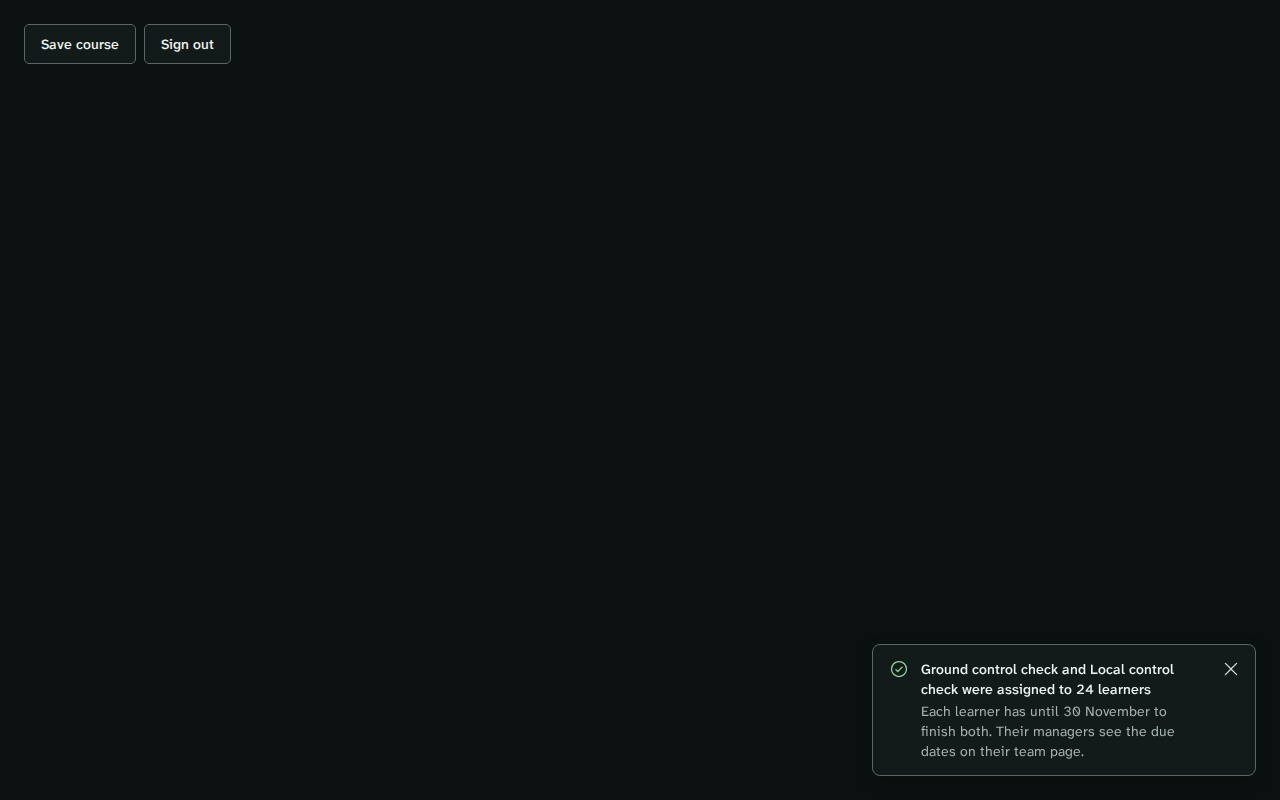 Save course
Sign out
Ground control check and Local control
check were assigned to 24 learners
Each learner has until 30 November to
finish both. Their managers see the due
dates on their team page.